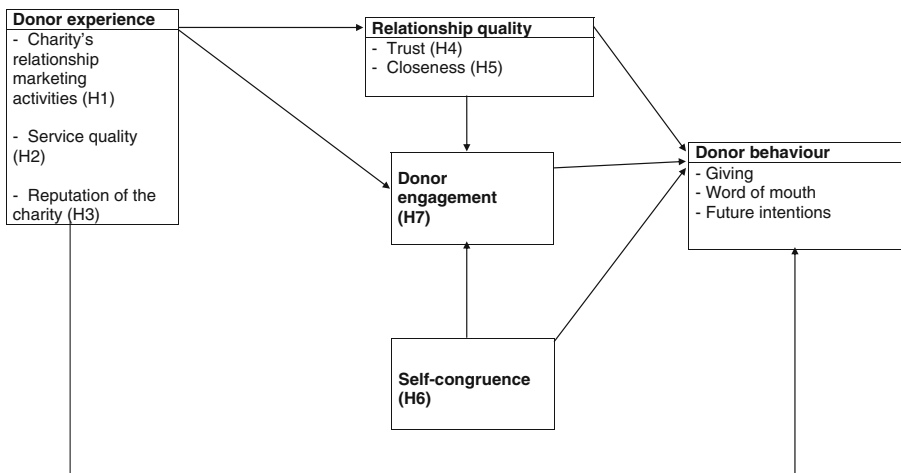 Donor experience
- Charity's
relationship
marketing
activities (H1)
- Service quality
(H2)
- Reputation of the
charity (H3)
Relationship quality
- Trust (H4)
- Closeness (H5)
Donor
engagement
(H7)
Self-congruence
(H6)
Donor behaviour
- Giving
- Word of mouth
- Future intentions